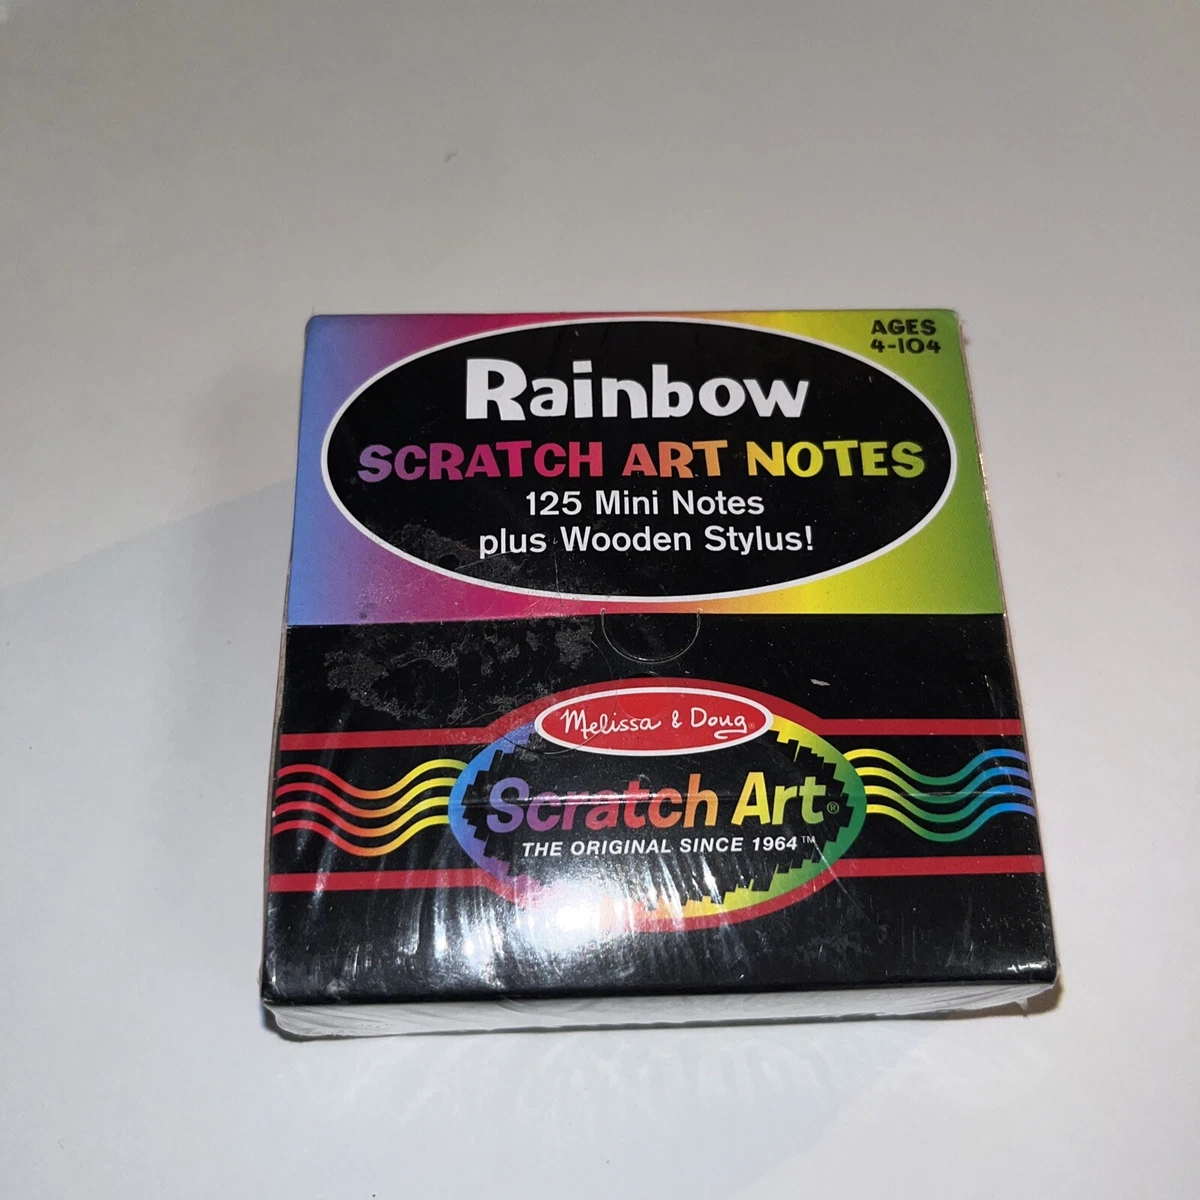 AGES
4-104
Rainbow
SCRATCH ART NOTES
125 Mini Notes
plus Wooden Stylus!
Melissa & Doug®
Scratch Art®
THE ORIGINAL SINCE 1964™